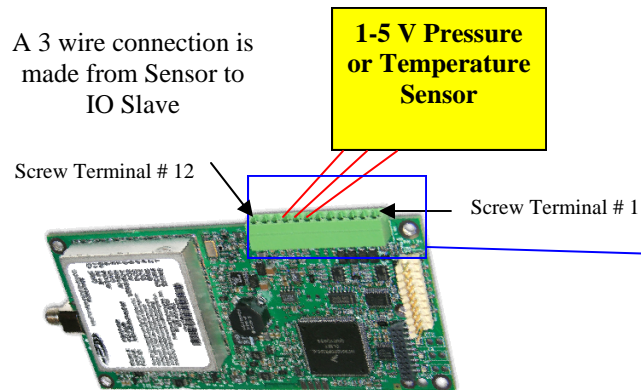 A 3 wire connection is
made from Sensor to
IO Slave
1-5 V Pressure
or Temperature
Sensor
Screw Terminal # 12
Screw Terminal # 1